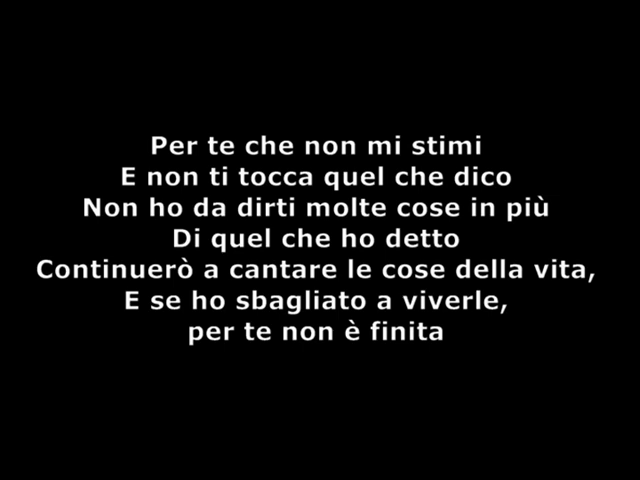 Per te che non mi stimi
E non ti tocca quel che dico
Non ho da dirti molte cose in più
Di quel che ho detto
Continuerò a cantare le cose della vita,
E se ho sbagliato a viverle,
per te non è finita